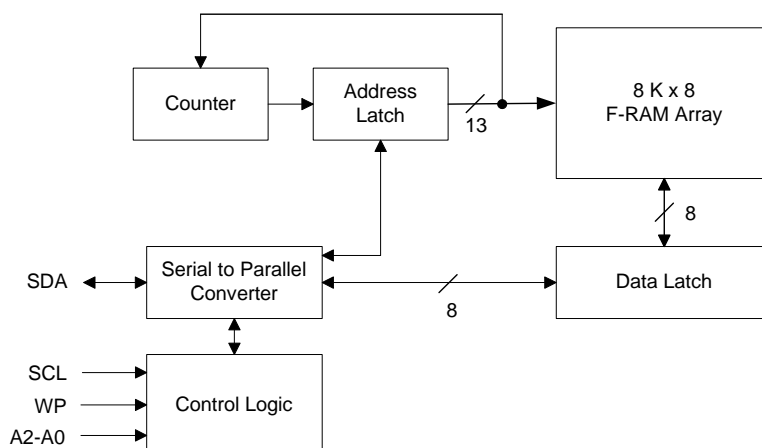 Counter
Address
Latch
13
8 K x 8
F-RAM Array
8
SDA
Serial to Parallel
Converter
8
Data Latch
SCL
WP
A2-A0
Control Logic